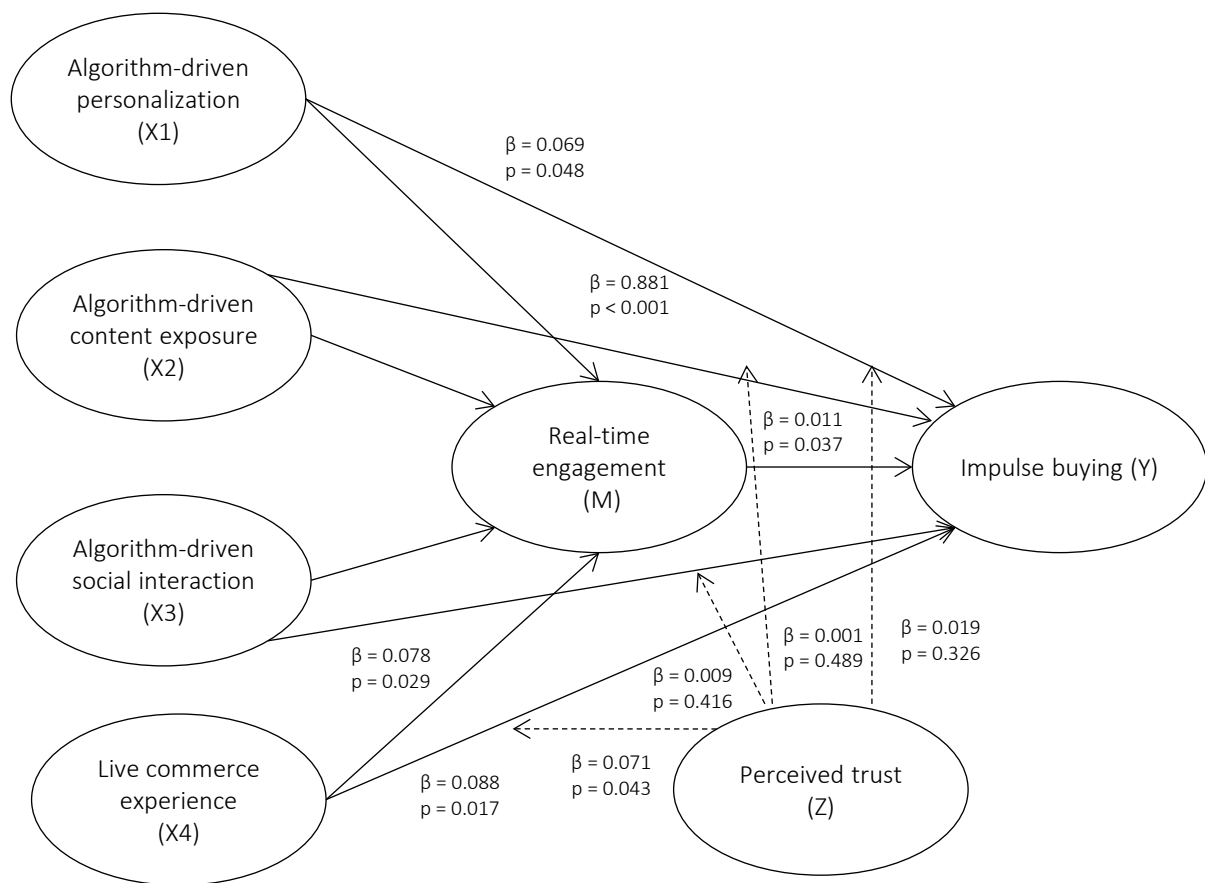 Algorithm-driven
personalization
(X1)
β = 0.069
p = 0.048
Algorithm-driven
content exposure
(X2)
β = 0.881
p < 0.001
Real-time
engagement
(M)
β = 0.011
p = 0.037
Impulse buying (Y)
Algorithm-driven
social interaction
(X3)
β = 0.078
p = 0.029
β = 0.009
p = 0.416
β = 0.001
p = 0.489
β = 0.019
p = 0.326
Live commerce
experience
(X4)
β = 0.088
p = 0.017
β = 0.071
p = 0.043
Perceived trust
(Z)